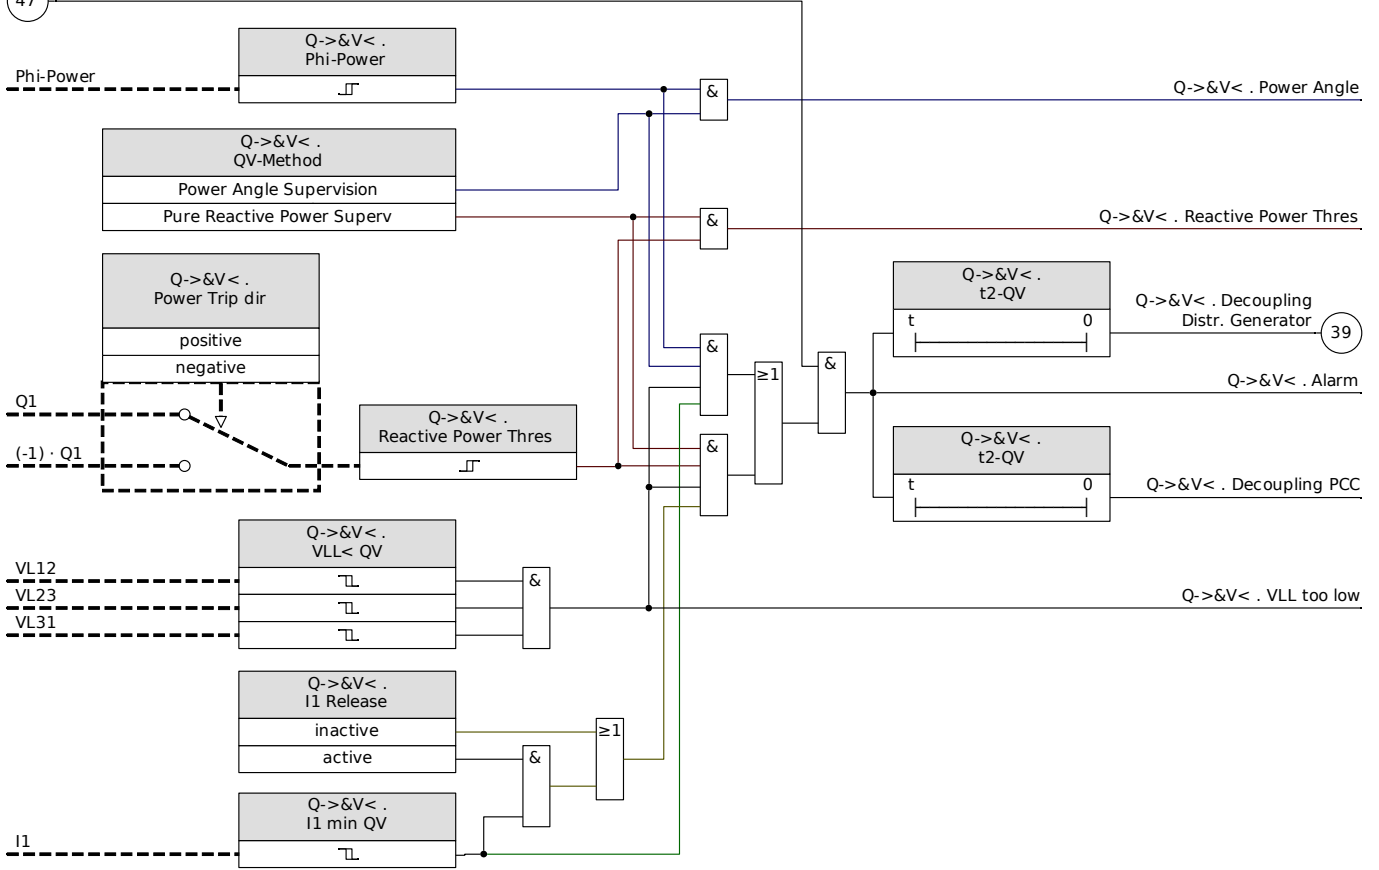 47
Q->&V< .
Phi-Power
Phi-Power
&
Q->&V< . Power Angle
Q->&V< .
QV-Method
Power Angle Supervision
Pure Reactive Power Superv
&
Q->&V< . Reactive Power Thres
Q->&V< .
Power Trip dir
positive
negative
Q->&V< .
t2-QV
t 0
Q->&V< . Decoupling
Distr. Generator
39
&
≥1
&
Q->&V< . Alarm
Q1
(-1) · Q1
Q->&V< .
Reactive Power Thres
&
Q->&V< .
t2-QV
t 0
Q->&V< . Decoupling PCC
Q->&V< .
VLL< QV
VL12
VL23
VL31
&
Q->&V< . VLL too low
Q->&V< .
I1 Release
inactive
active
≥1
&
Q->&V< .
I1 min QV
I1